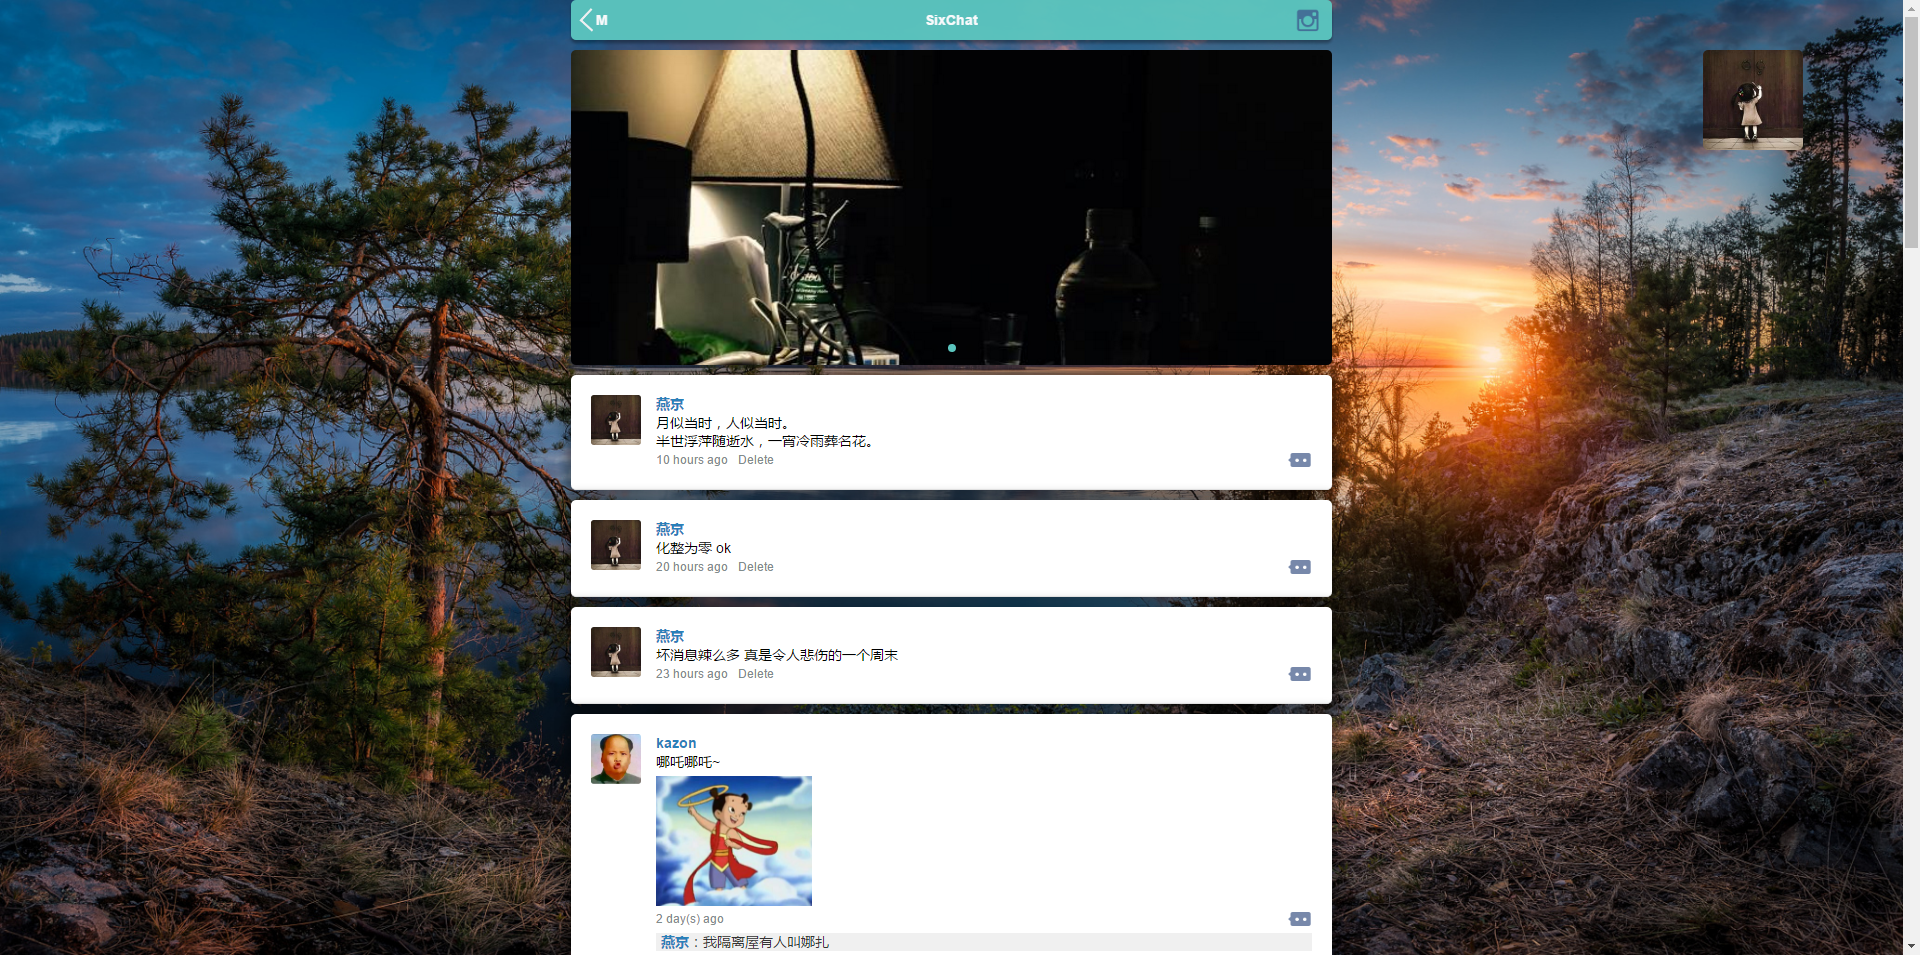 M
SixChat
燕京
月似当时，人似当时。
半世浮萍随逝水，一宵冷雨葬名花。
10 hours ago Delete
燕京
化整为零 ok
20 hours ago Delete
燕京
坏消息辣么多 真是令人悲伤的一个周末
23 hours ago Delete
kazon
哪吒哪吒~
2 day(s) ago
燕京：我隔离屋有人叫娜扎